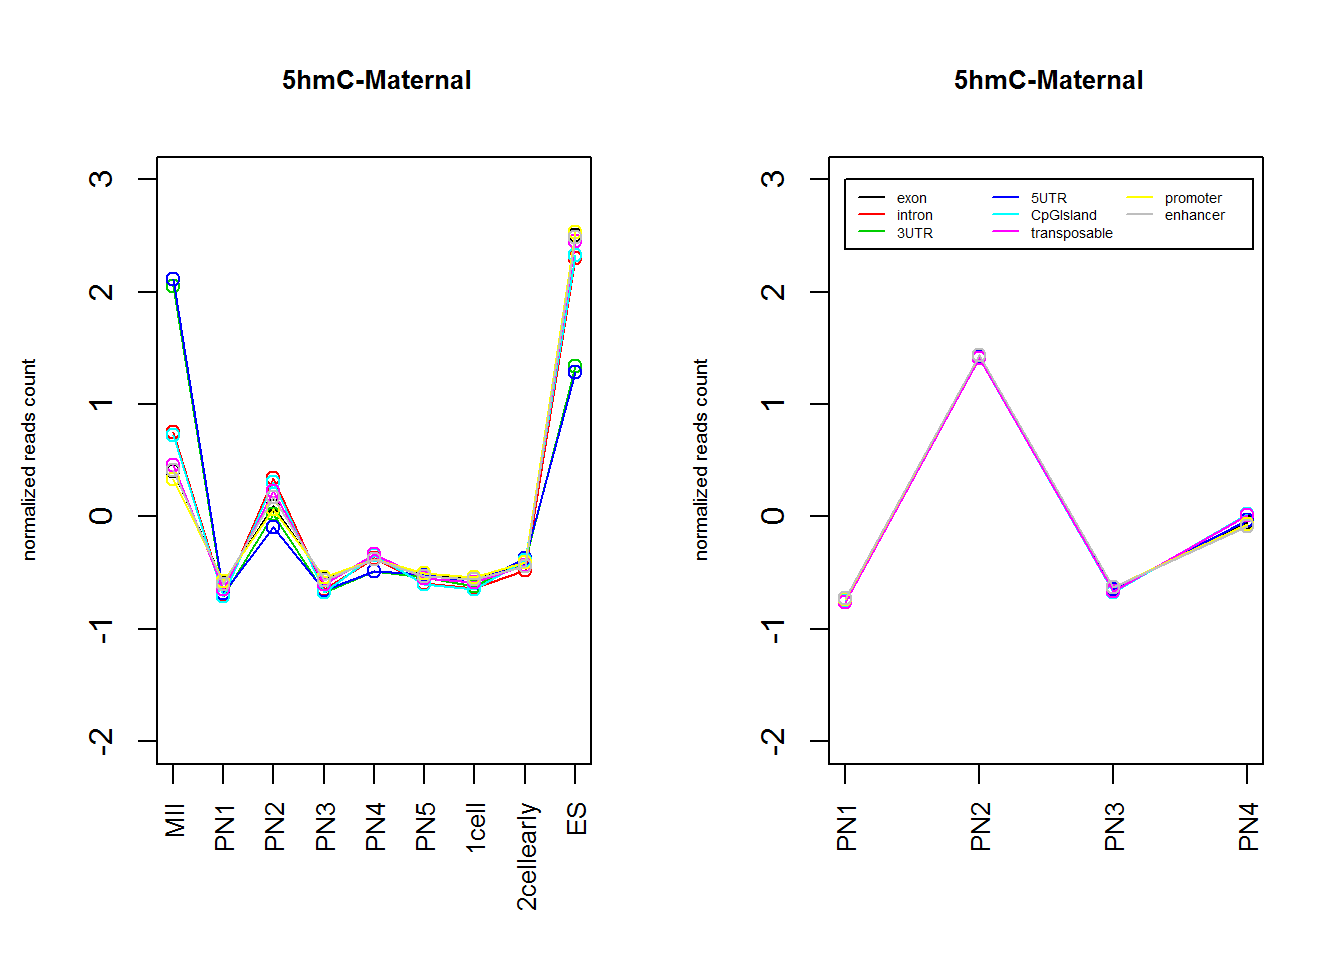 5hmC-Maternal
normalized reads count
3
2
1
0
-1
-2
MII
PN1
PN2
PN3
PN4
PN5
1cell
2cellearly
ES
5hmC-Maternal
normalized reads count
3
2
1
0
-1
-2
exon
intron
3UTR
5UTR
CpGIsland
transposable
promoter
enhancer
PN1
PN2
PN3
PN4